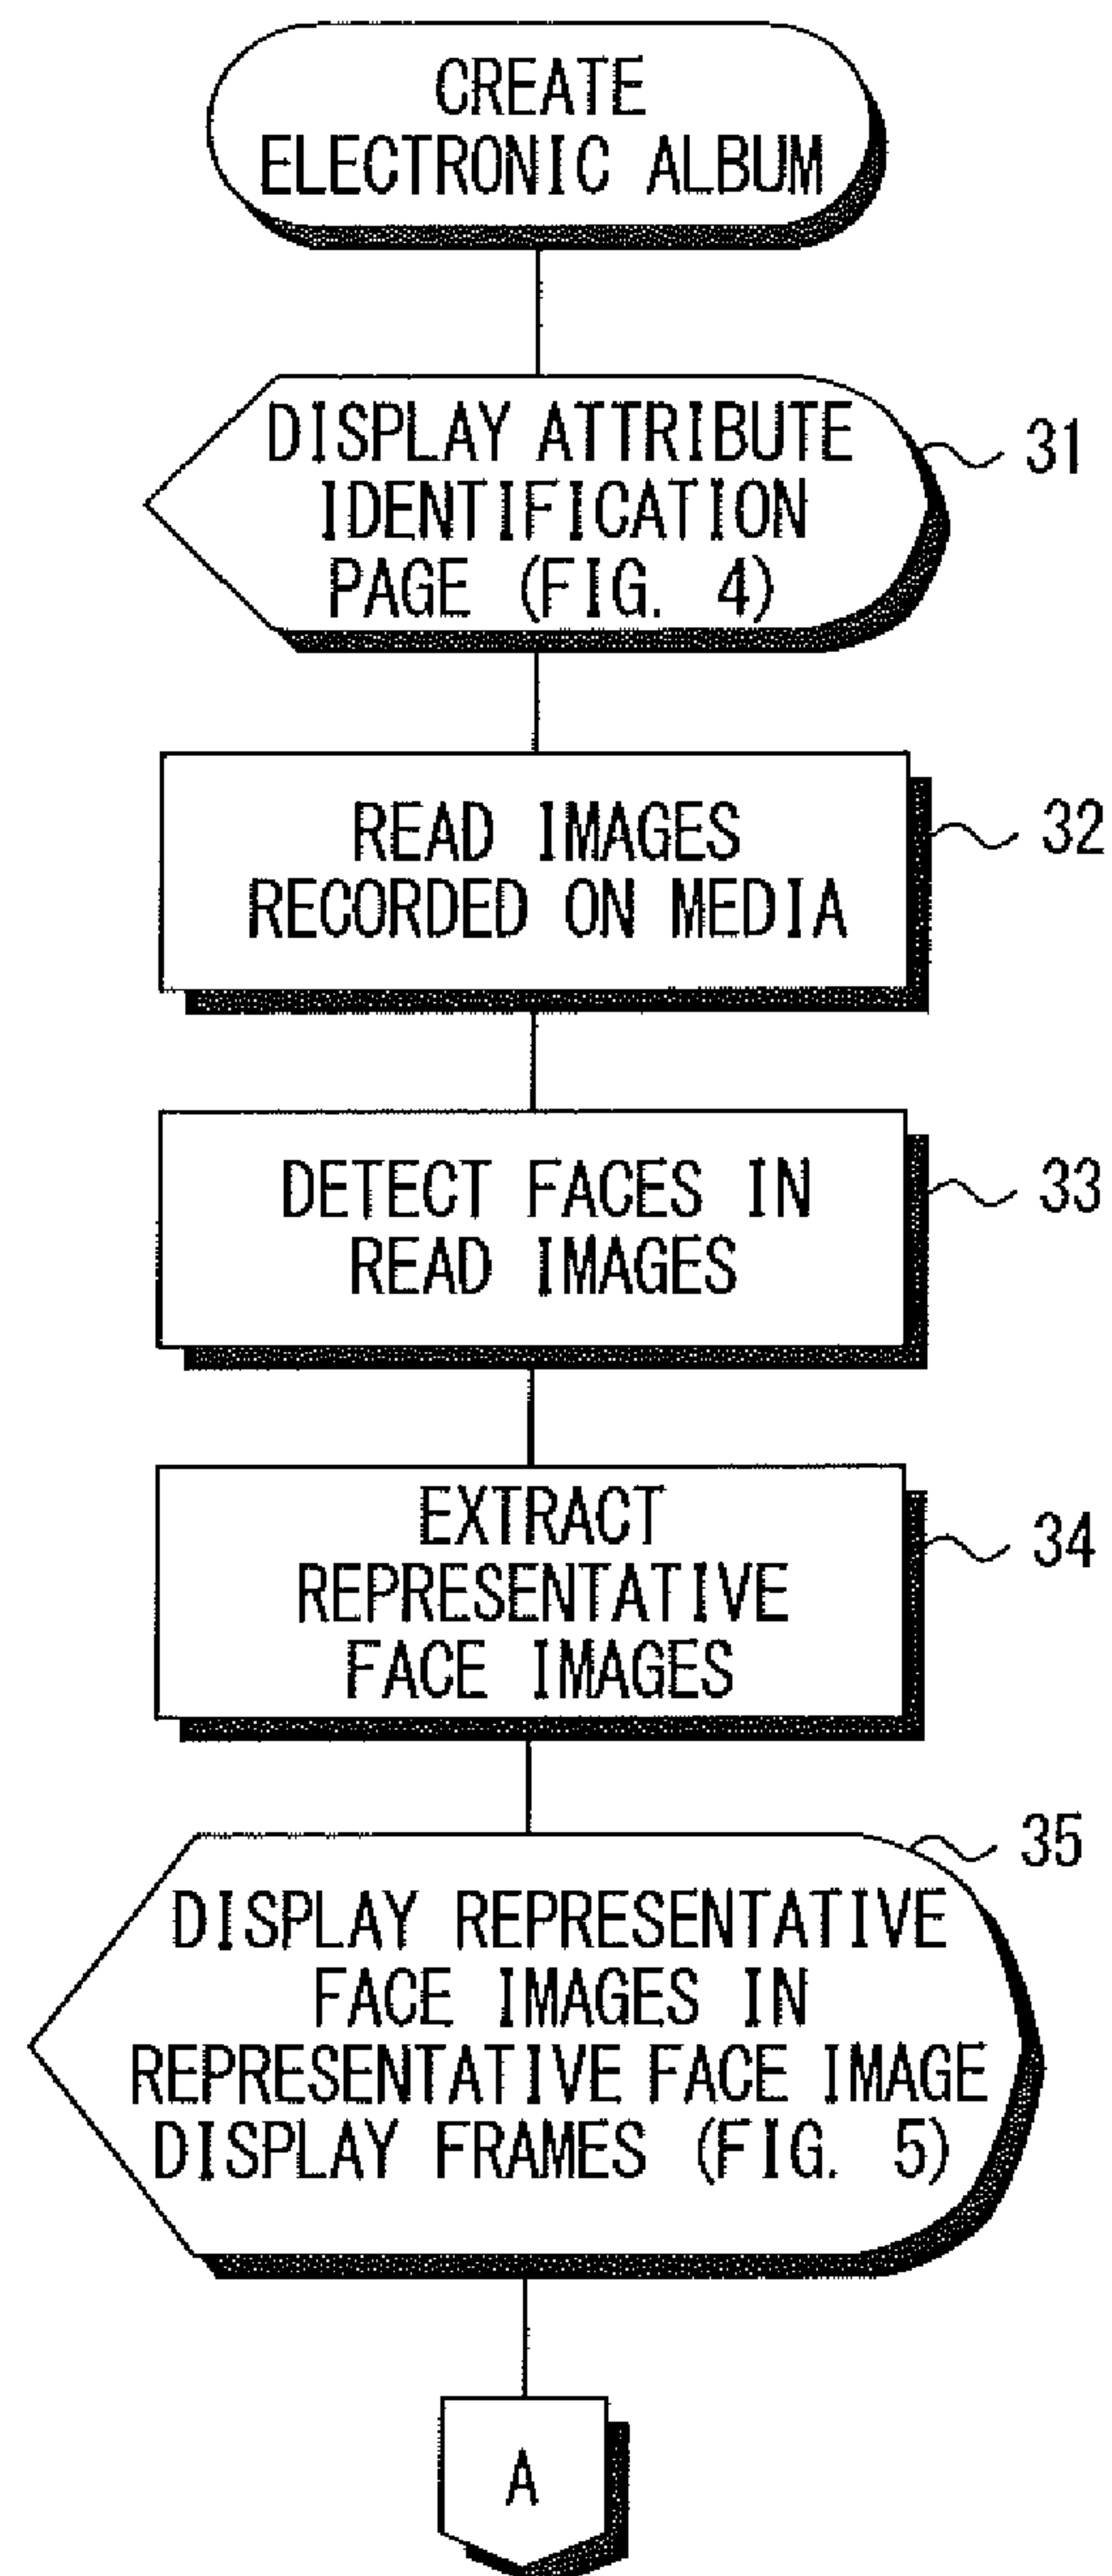 CREATE
ELECTRONIC ALBUM
DISPLAY ATTRIBUTE
IDENTIFICATION
PAGE (FIG. 4)
31
READ IMAGES
RECORDED ON MEDIA
32
DETECT FACES IN
READ IMAGES
33
EXTRACT
REPRESENTATIVE
FACE IMAGES
34
35
DISPLAY REPRESENTATIVE
FACE IMAGES IN
REPRESENTATIVE FACE IMAGE
DISPLAY FRAMES (FIG. 5)
A